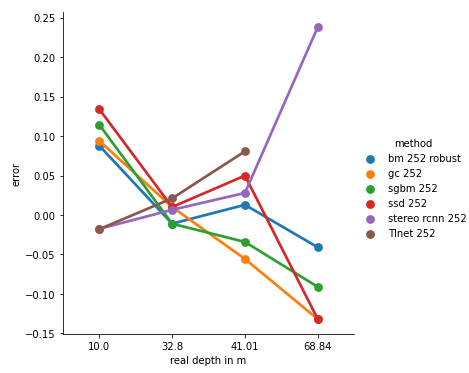 0.25
0.20
0.15
0.10
0.05
0.00
−0.05
−0.10
−0.15
error
10.0 32.8 41.01 68.84
real depth in m
method
bm 252 robust
gc 252
sgbm 252
ssd 252
stereo rcnn 252
Tlnet 252